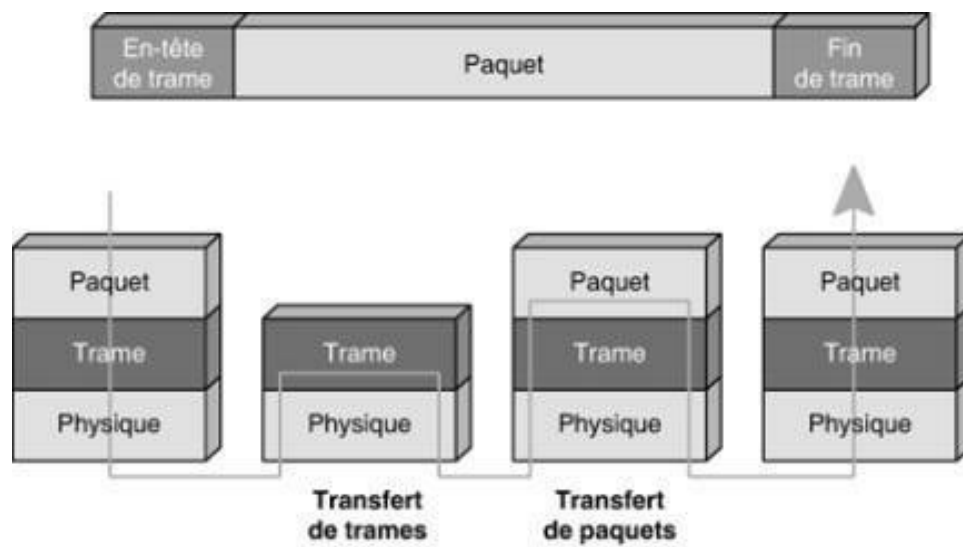 En-tête
de trame
Paquet
Fin
de trame
Paquet
Trame
Physique
Trame
Physique
Paquet
Trame
Physique
Paquet
Trame
Physique
Transfert
de trames
Transfert
de paquets